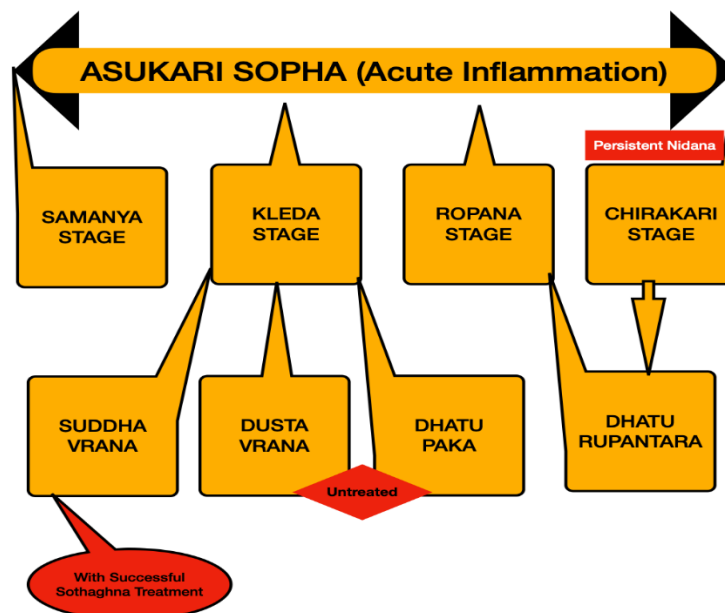 ASUKARI SOPHA (Acute Inflammation)
Persistent Nidana
SAMANYA
STAGE
KLEDA
STAGE
ROPANA
STAGE
CHIRAKARI
STAGE
SUDDHA
VRANA
DUSTA
VRANA
DHATU
PAKA
DHATU
RUPANTARA
Untreated
With Successful
Sothaghna Treatment